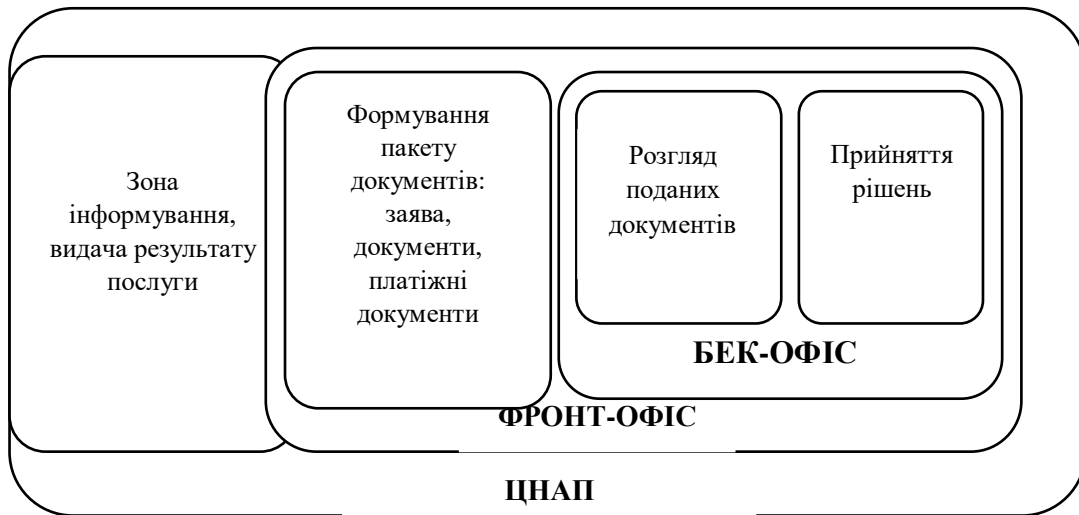 Зона
інформування,
видача результату
послуги
Формування
пакету
документів:
заява,
документи,
платіжні
документи
Розгляд
поданих
документів
Прийняття
рішень
БЕК-ОФІС
ФРОНТ-ОФІС
ЦНАП